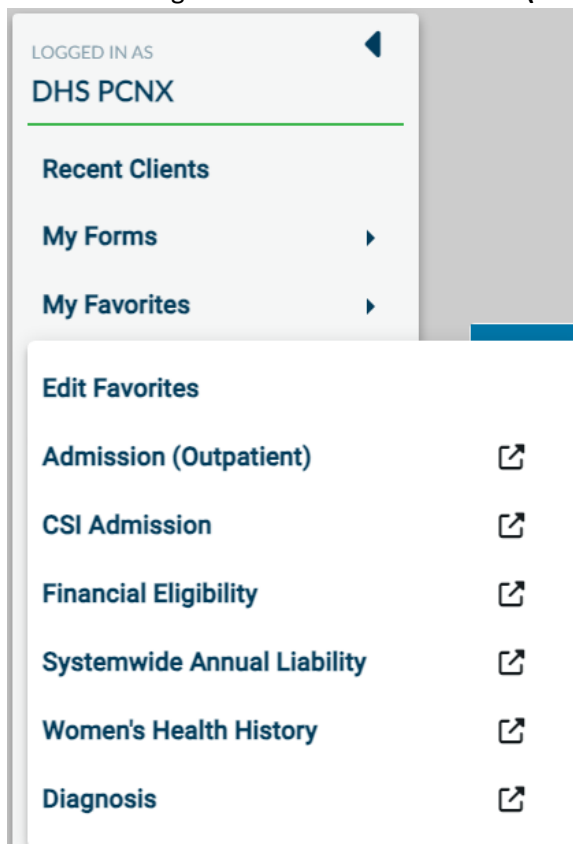 LOGGED IN AS
DHS PCNX
Recent Clients
My Forms
My Favorites
Edit Favorites
Admission (Outpatient)
CSI Admission
Financial Eligibility
Systemwide Annual Liability
Women's Health History
Diagnosis